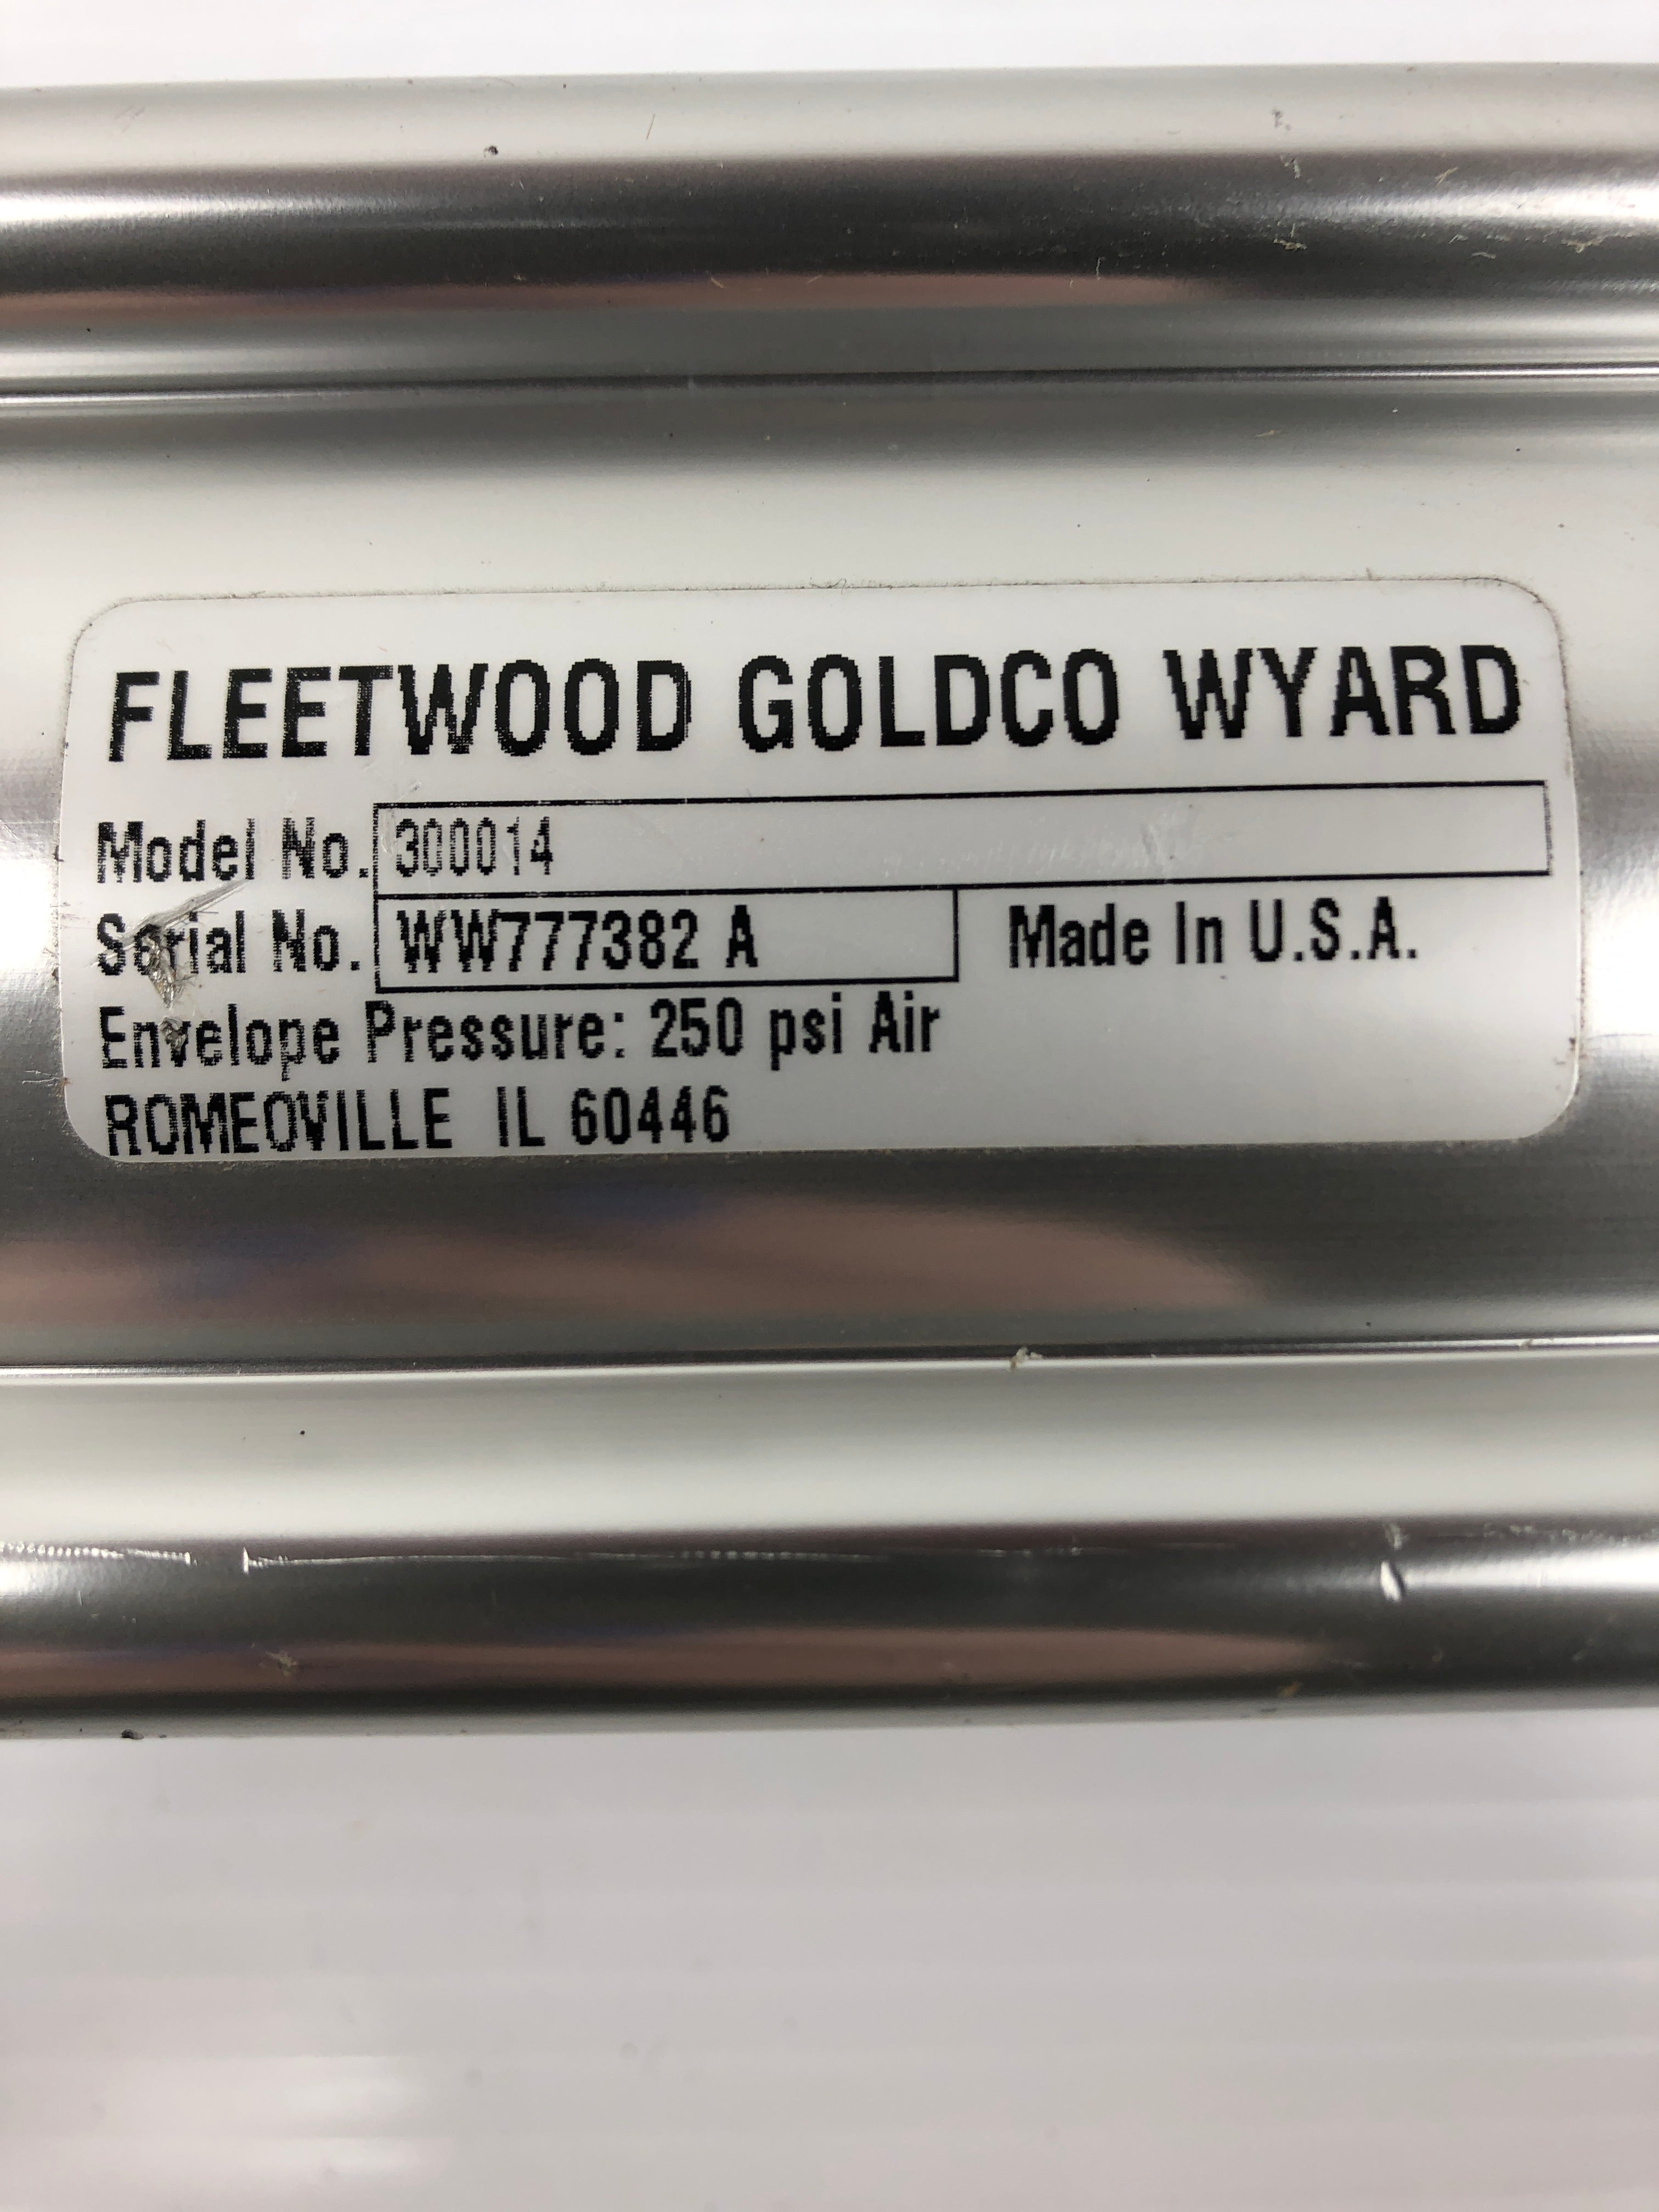 FLEETWOOD GOLDCO WYARD
Model No. 300014
Serial No. WW777382 A Made In U.S.A.
Envelope Pressure: 250 psi Air
ROMEOVILLE IL 60446